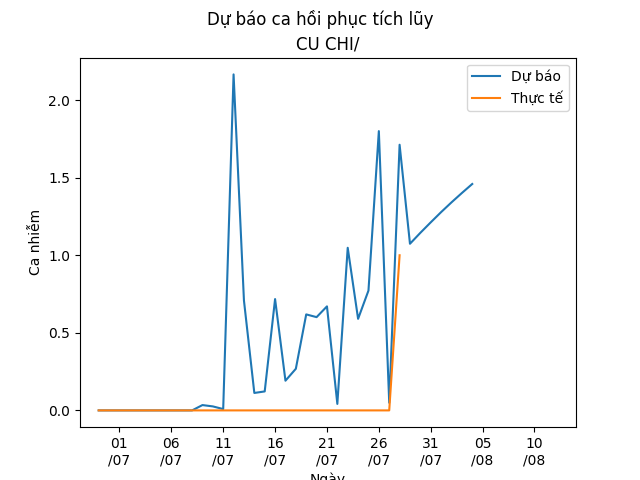 Dự báo ca hồi phục tích lũy
CU CHI/
Dự báo
Thực tế
Ca nhiễm
2.0
1.5
1.0
0.5
0.0
01 06 11 16 21 26 31 05 10
/07 /07 /07 /07 /07 /07 /07 /08 /08
Ngày